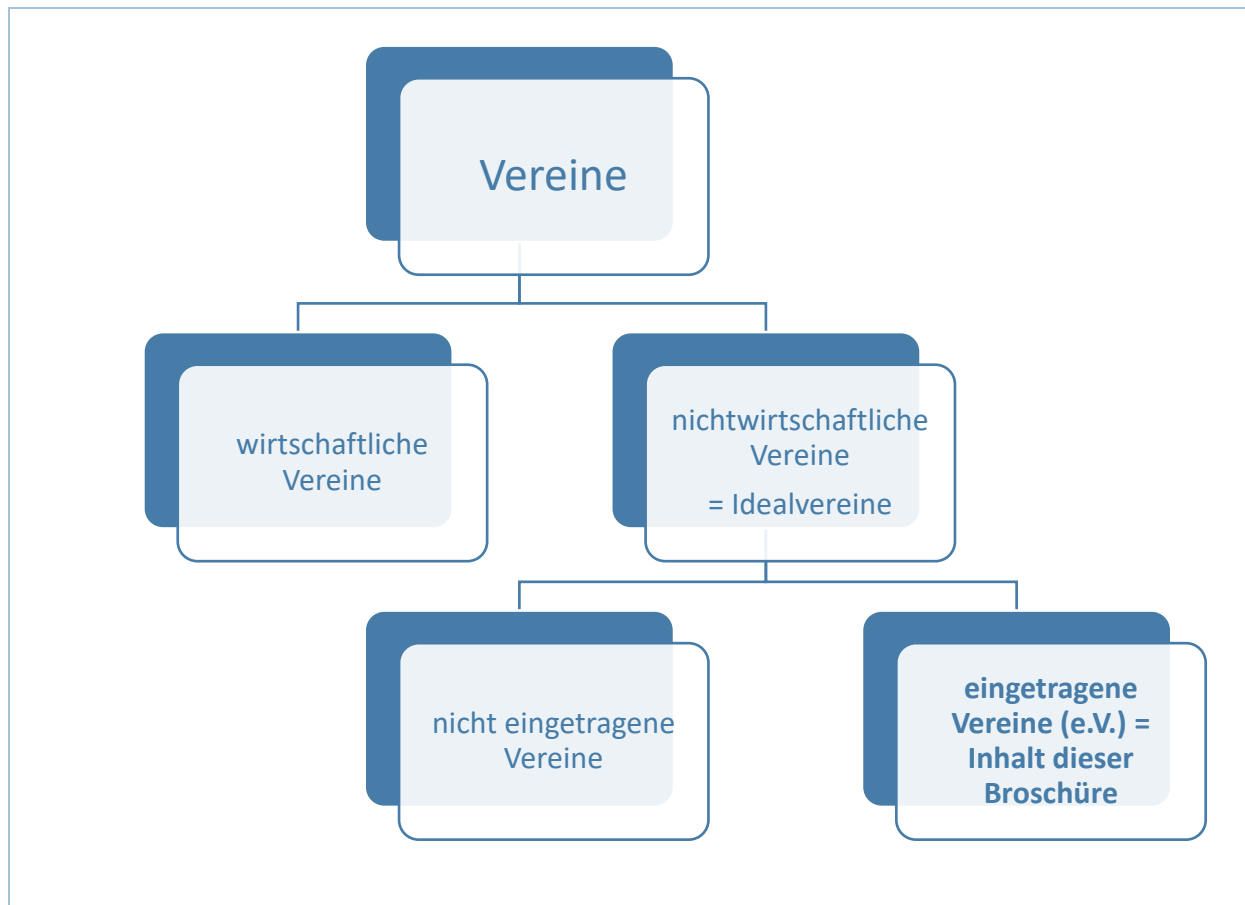 Vereine
wirtschaftliche
Vereine
nichtwirtschaftliche
Vereine
= Idealvereine
nicht eingetragene
Vereine
eingetragene
Vereine (e.V.) =
Inhalt dieser
Broschüre